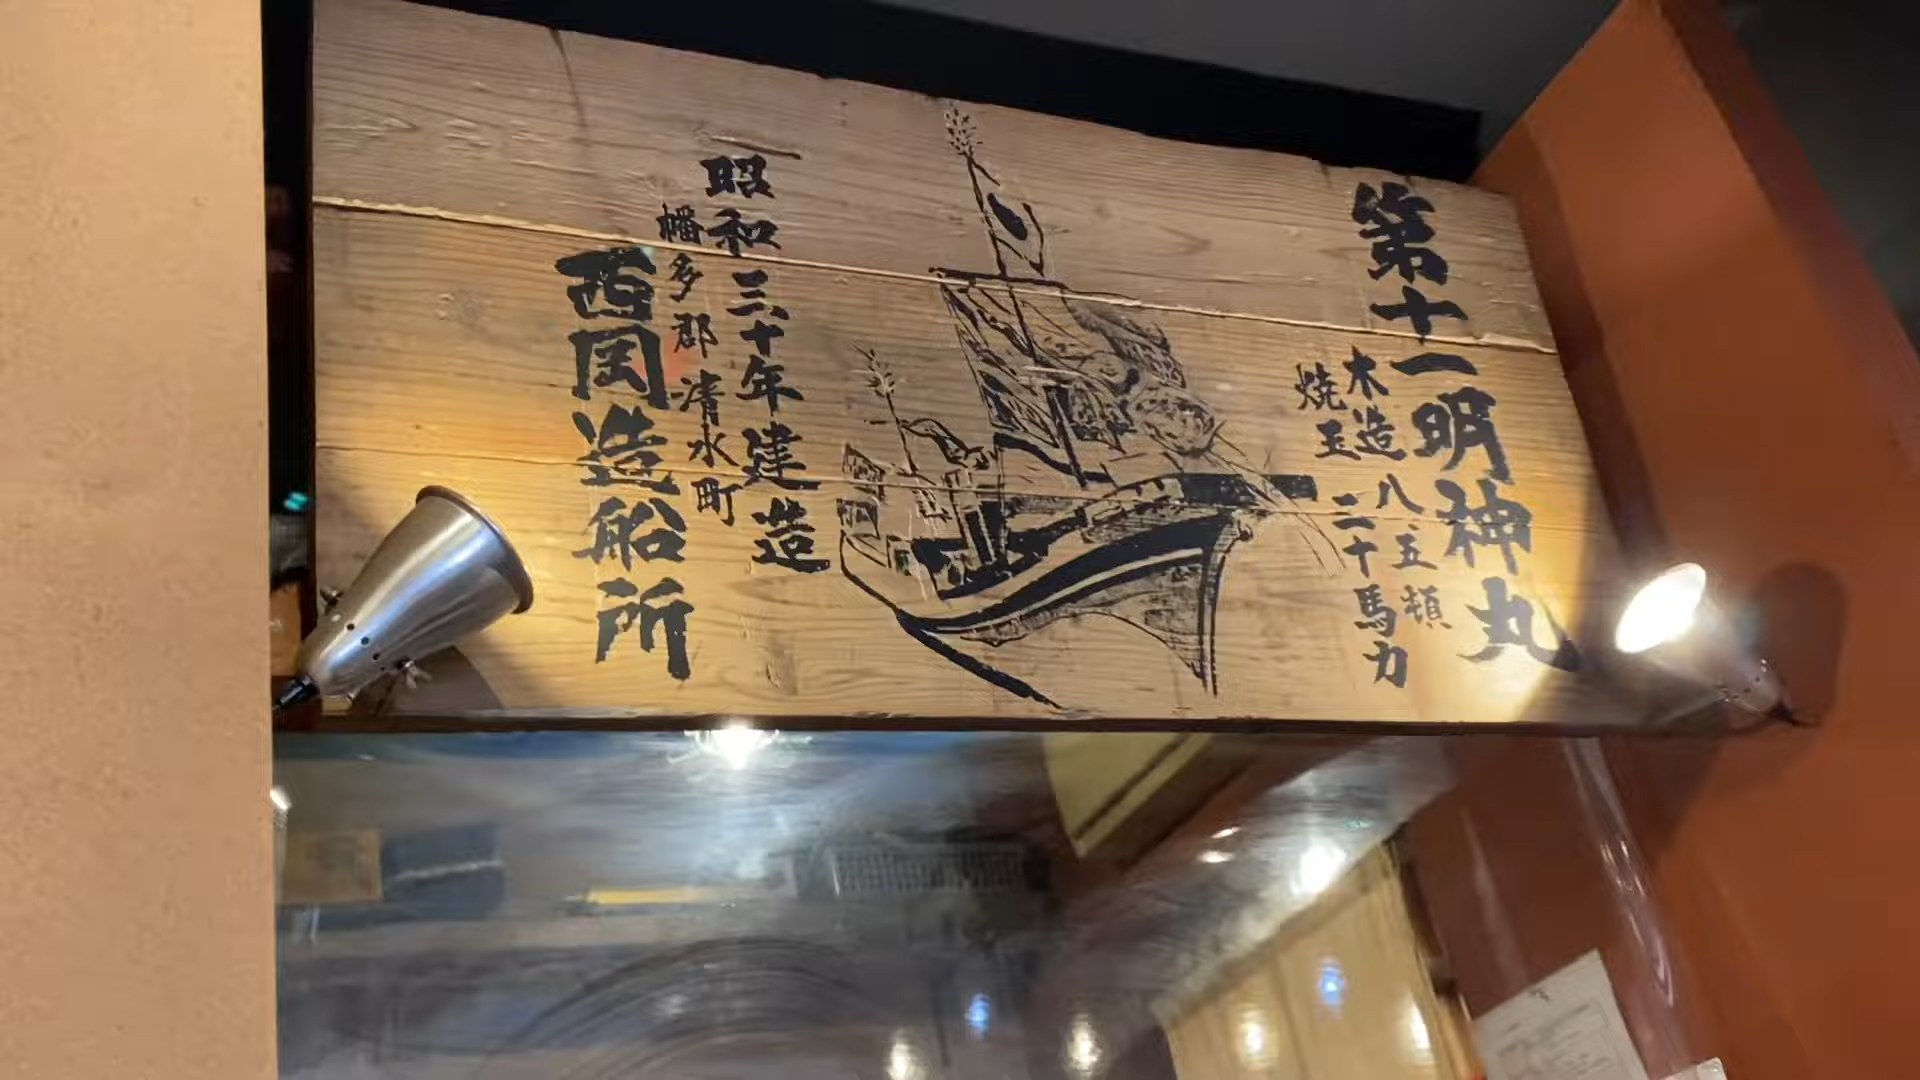 第十一明神丸
木造 八五頓
焼玉 二十馬力
昭和三十年建造
幡多郡 清水町
西岡造船所